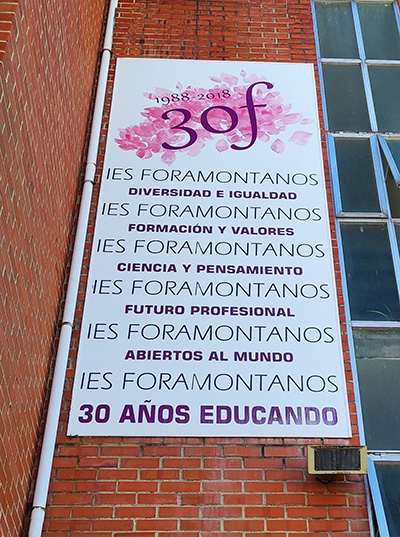 1988-2018
30f
IES FORAMONTANOS
DIVERSIDAD E IGUALDAD
IES FORAMONTANOS
FORMACIÓN Y VALORES
IES FORAMONTANOS
CIENCIA Y PENSAMIENTO
IES FORAMONTANOS
FUTURO PROFESIONAL
IES FORAMONTANOS
ABIERTOS AL MUNDO
IES FORAMONTANOS
30 AÑOS EDUCANDO